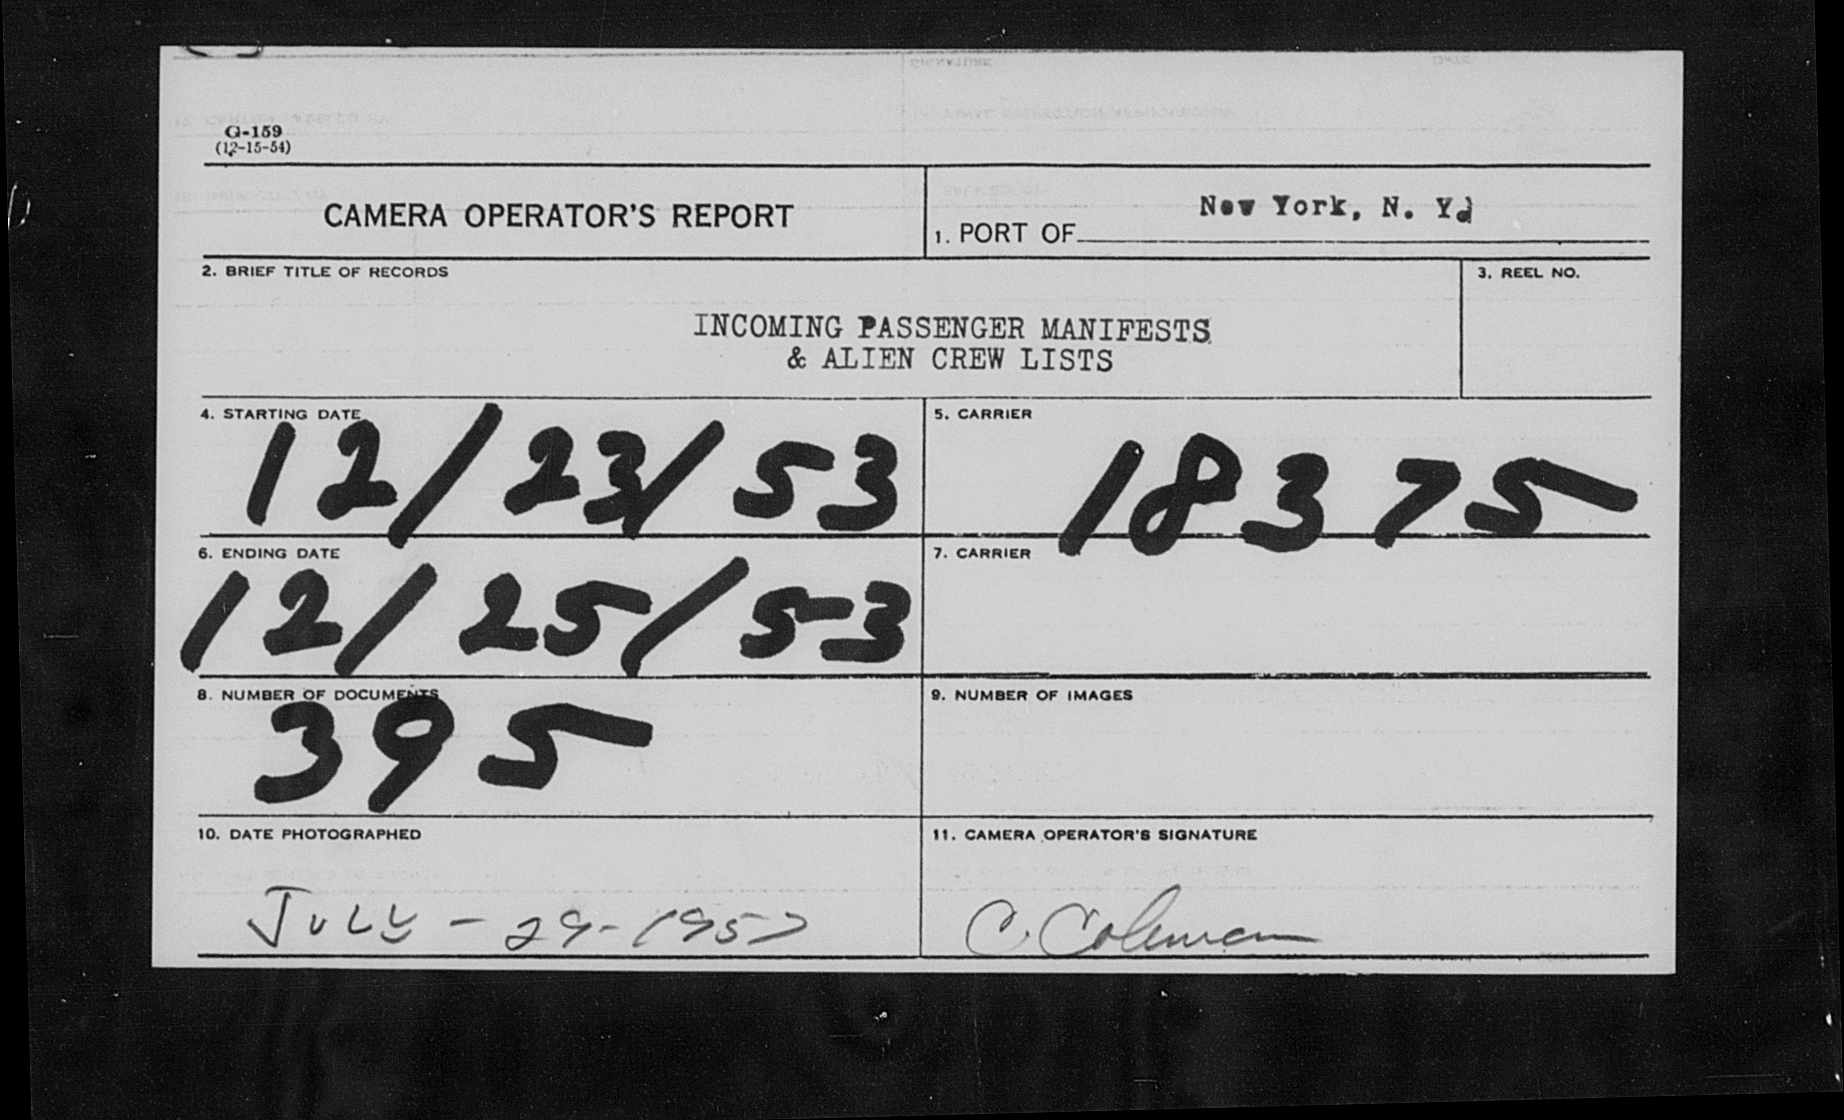 G-159
(12-15-54)
CAMERA OPERATOR'S REPORT
1. PORT OF New York, N. Y.
2. BRIEF TITLE OF RECORDS
3. REEL NO.
INCOMING PASSENGER MANIFESTS
& ALIEN CREW LISTS
4. STARTING DATE
12/23/53
5. CARRIER
18375
6. ENDING DATE
12/25/53
7. CARRIER
8. NUMBER OF DOCUMENTS
395
9. NUMBER OF IMAGES
10. DATE PHOTOGRAPHED
JULY - 29-1957
11. CAMERA OPERATOR'S SIGNATURE
C. Coleman